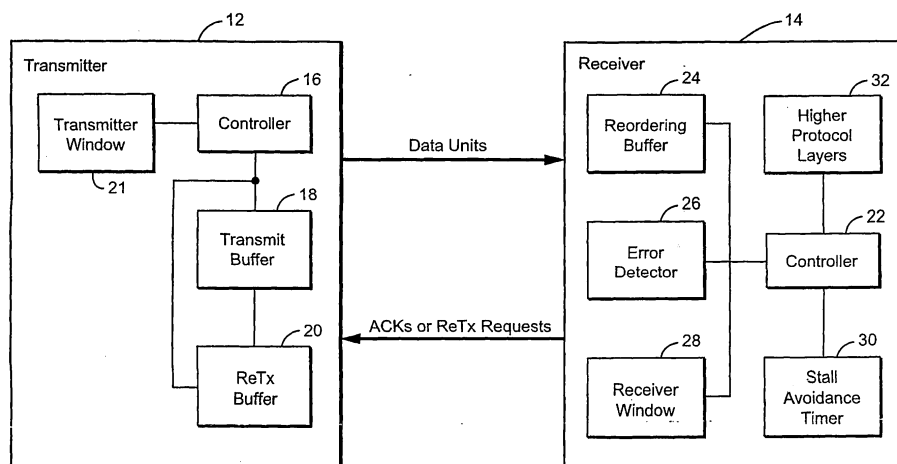 12
Transmitter
16
Transmitter
Window
21
Controller
18
Transmit
Buffer
20
ReTx
Buffer
Data Units
ACKs or ReTx Requests
14
Receiver
24
Reordering
Buffer
32
Higher
Protocol
Layers
26
Error
Detector
22
Controller
28
Receiver
Window
30
Stall
Avoidance
Timer